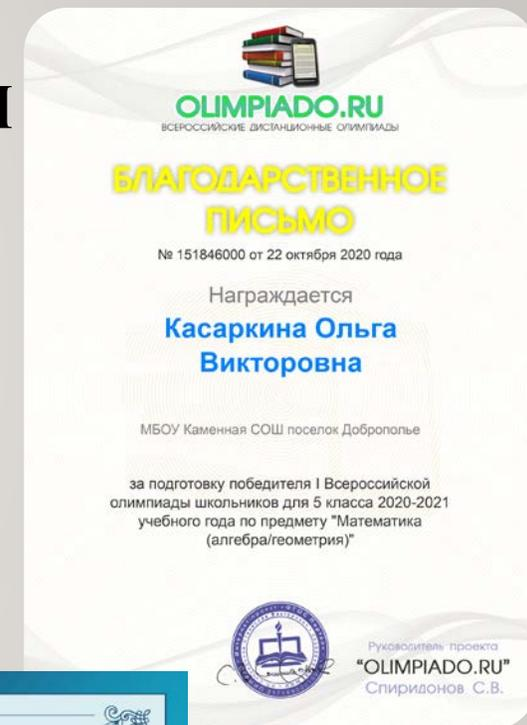 OLIMPIADO.RU
ВСЕРОССИЙСКИЕ ДИСТАНЦИОННЫЕ ОЛИМПИАДЫ
БЛАГОДАРСТВЕННОЕ
ПИСЬМО
№ 151846000 от 22 октября 2020 года
Награждается
Касаркина Ольга
Викторовна
МБОУ Каменная СОШ поселок Доброполье
за подготовку победителя I Всероссийской
олимпиады школьников для 5 класса 2020-2021
учебного года по предмету "Математика
(алгебра/геометрия)"
Руководитель проекта
"OLIMPIADO.RU"
Спиридонов С.В.